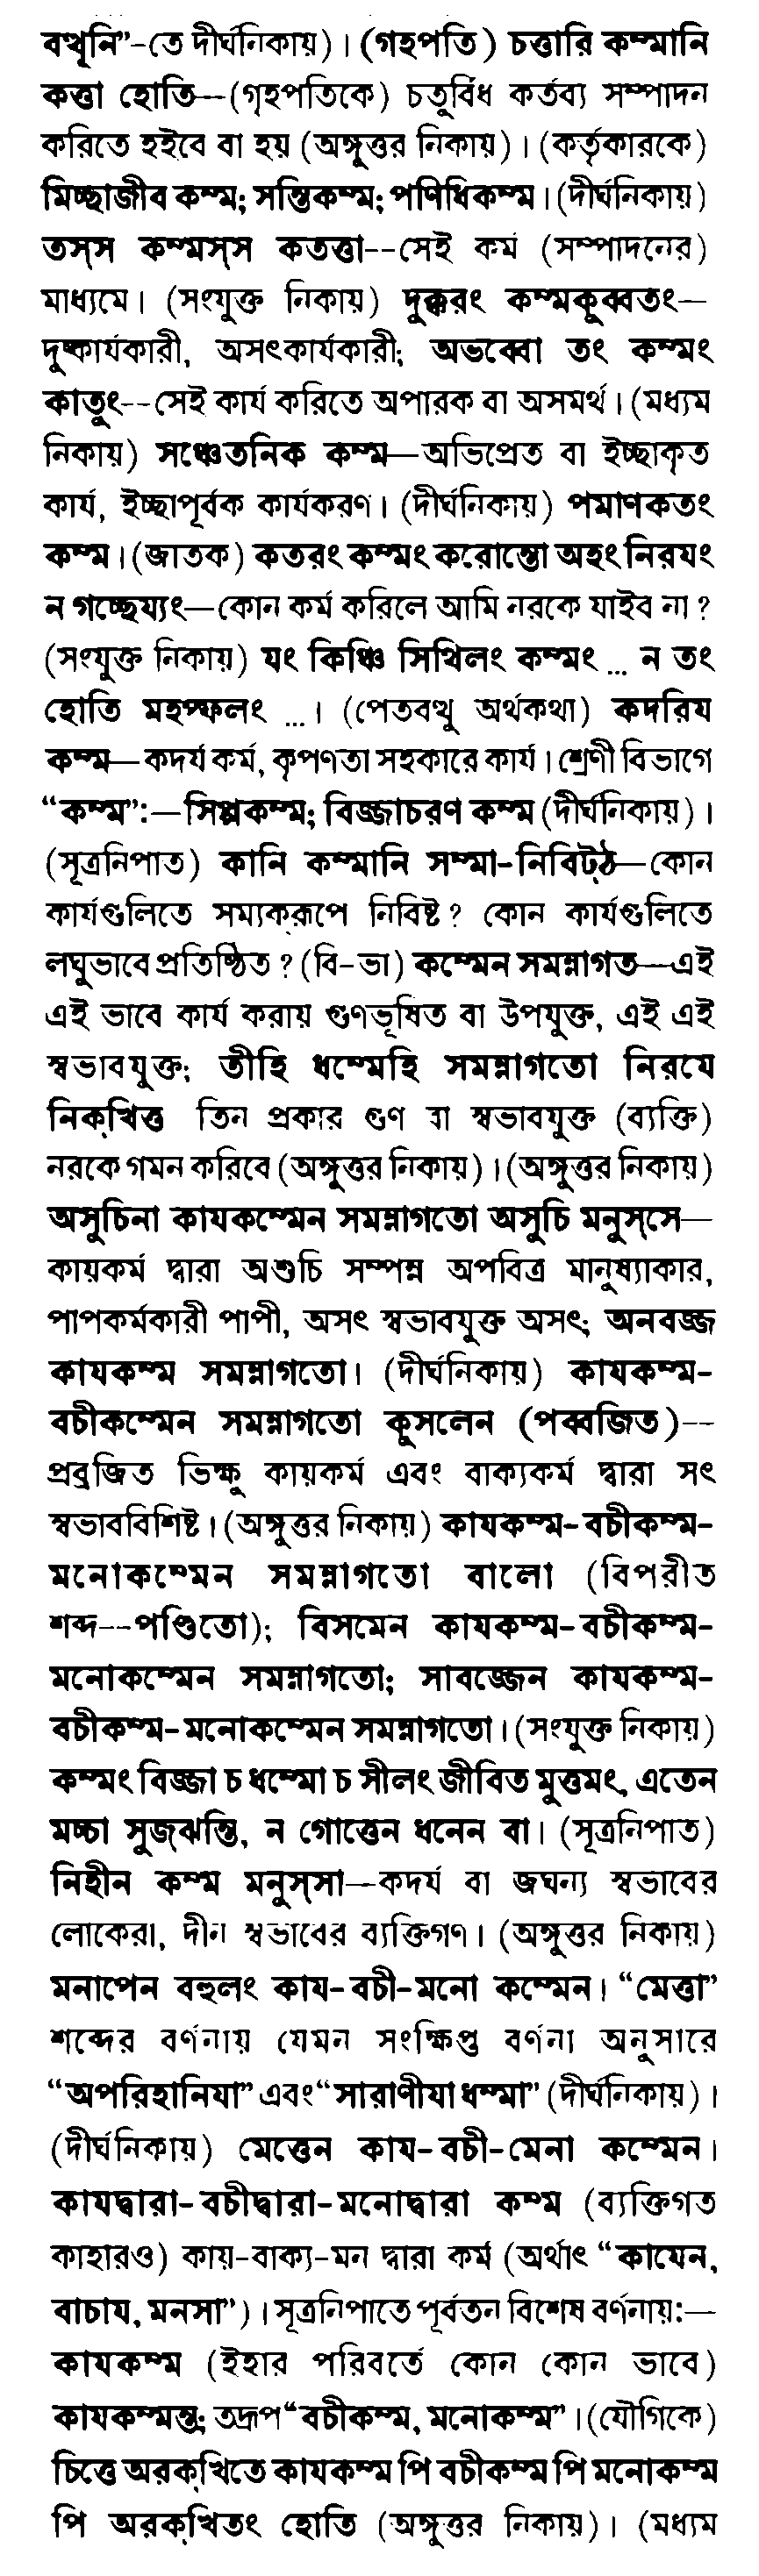 বত্থূনি”-তে দীর্ঘনিকায়)। (গহপতি) চত্তারি কম্মানি
কত্তা হোতি—(গৃহপতিকে) চতুর্বিধ কর্তব্য সম্পাদন
করিতে হইবে বা হয় (অঙ্গুত্তর নিকায়)। (কর্তৃকারকে)
মিচ্ছাজীব কম্ম; সন্তিকম্ম; পণিধিকম্ম। (দীর্ঘনিকায়)
তস্‌স কম্মস্‌স কতত্তা--সেই কর্ম (সম্পাদনের)
মাধ্যমে। (সংযুক্ত নিকায়) দুক্করং কম্মকুব্বতং—
দুষ্কার্যকারী, অসৎকার্যকারী; অভব্বো তং কম্মং
কাতুং--সেই কার্য করিতে অপারক বা অসমর্থ। (মধ্যম
নিকায়) সঞ্চেতনিক কম্ম—অভিপ্রেত বা ইচ্ছাকৃত
কার্য, ইচ্ছাপূর্বক কার্যকরণ। (দীর্ঘনিকায়) পমাণকতং
কম্ম। (জাতক) কতরং কম্মং করোন্তো অহং নিরযং
ন গচ্ছেয্যং—কোন কর্ম করিলে আমি নরকে যাইব না?
(সংযুক্ত নিকায়) যং কিঞ্চি সিথিলং কম্মং ... ন তং
হোতি মহপ্ফলং ...। (পেতবত্থু অর্থকথা) কদরিয
কম্ম—কদর্য কর্ম, কৃপণতা সহকারে কার্য। শ্রেণী বিভাগে
“কম্ম”:—সিপ্পকম্ম; বিজ্জাচরণ কম্ম (দীর্ঘনিকায়)।
(সূত্রনিপাত) কানি কম্মানি সম্মা-নিবিট্‌ঠ—কোন
কার্যগুলিতে সম্যকরূপে নিবিষ্ট? কোন কার্যগুলিতে
লঘুভাবে প্রতিষ্ঠিত? (বি-ভা) কম্মেন সমন্নাগত—এই
এই ভাবে কার্য করায় গুণভূষিত বা উপযুক্ত, এই এই
স্বভাবযুক্ত; তীহি ধম্মেহি সমন্নাগতো নিরযে
নিক্‌খিত্ত তিন প্রকার গুণ বা স্বভাবযুক্ত (ব্যক্তি)
নরকে গমন করিবে (অঙ্গুত্তর নিকায়)। (অঙ্গুত্তর নিকায়)
অসুচিনা কাযকম্মেন সমন্নাগতো অসুচি মনুস্‌সে—
কায়কর্ম দ্বারা অশুচি সম্পন্ন অপবিত্র মানুষ্যাকার,
পাপকর্মকারী পাপী, অসৎ স্বভাবযুক্ত অসৎ; অনবজ্জ
কাযকম্ম সমন্নাগতো। (দীর্ঘনিকায়) কাযকম্ম-
বচীকম্মেন সমন্নাগতো কুসলেন (পব্বজিত)--
প্রব্রজিত ভিক্ষু কায়কর্ম এবং বাক্যকর্ম দ্বারা সৎ
স্বভাববিশিষ্ট। (অঙ্গুত্তর নিকায়) কাযকম্ম-বচীকম্ম-
মনোকম্মেন সমন্নাগতো বালো (বিপরীত
শব্দ--পণ্ডিতো); বিসমেন কাযকম্ম-বচীকম্ম-
মনোকম্মেন সমন্নাগতো; সাবজ্জেন কাযকম্ম-
বচীকম্ম-মনোকম্মেন সমন্নাগতো। (সংযুক্ত নিকায়)
কম্মং বিজ্জা চ ধম্মো চ সীলং জীবিত মুত্তমং, এতেন
মচ্চা সুজ্‌ঝন্তি, ন গোত্তেন ধনেন বা। (সূত্রনিপাত)
নিহীন কম্ম মনুস্‌সা—কদর্য বা জঘন্য স্বভাবের
লোকেরা, দীন স্বভাবের ব্যক্তিগণ। (অঙ্গুত্তর নিকায়)
মনাপেন বহুলং কায-বচী-মনো কম্মেন। “মেত্তা”
শব্দের বর্ণনায় যেমন সংক্ষিপ্ত বর্ণনা অনুসারে
“অপরিহানিযা” এবং “সারাণীযা ধম্মা” (দীর্ঘনিকায়)।
(দীর্ঘনিকায়) মেত্তেন কায-বচী-মেনা কম্মেন।
কাযদ্বারা-বচীদ্বারা-মনোদ্বারা কম্ম (ব্যক্তিগত
কাহারও) কায়-বাক্য-মন দ্বারা কর্ম (অর্থাৎ “কাযেন,
বাচায, মনসা”)। সূত্রনিপাতে পূর্বতন বিশেষ বর্ণনায়:—
কাযকম্ম (ইহার পরিবর্তে কোন কোন ভাবে)
কাযকম্মন্ত; তদ্রূপ “বচীকম্ম, মনোকম্ম”। (যৌগিকে)
চিত্তে অরক্‌খিতে কাযকম্ম পি বচীকম্ম পি মনোকম্ম
পি অরক্‌খিতং হোতি (অঙ্গুত্তর নিকায়)। (মধ্যম